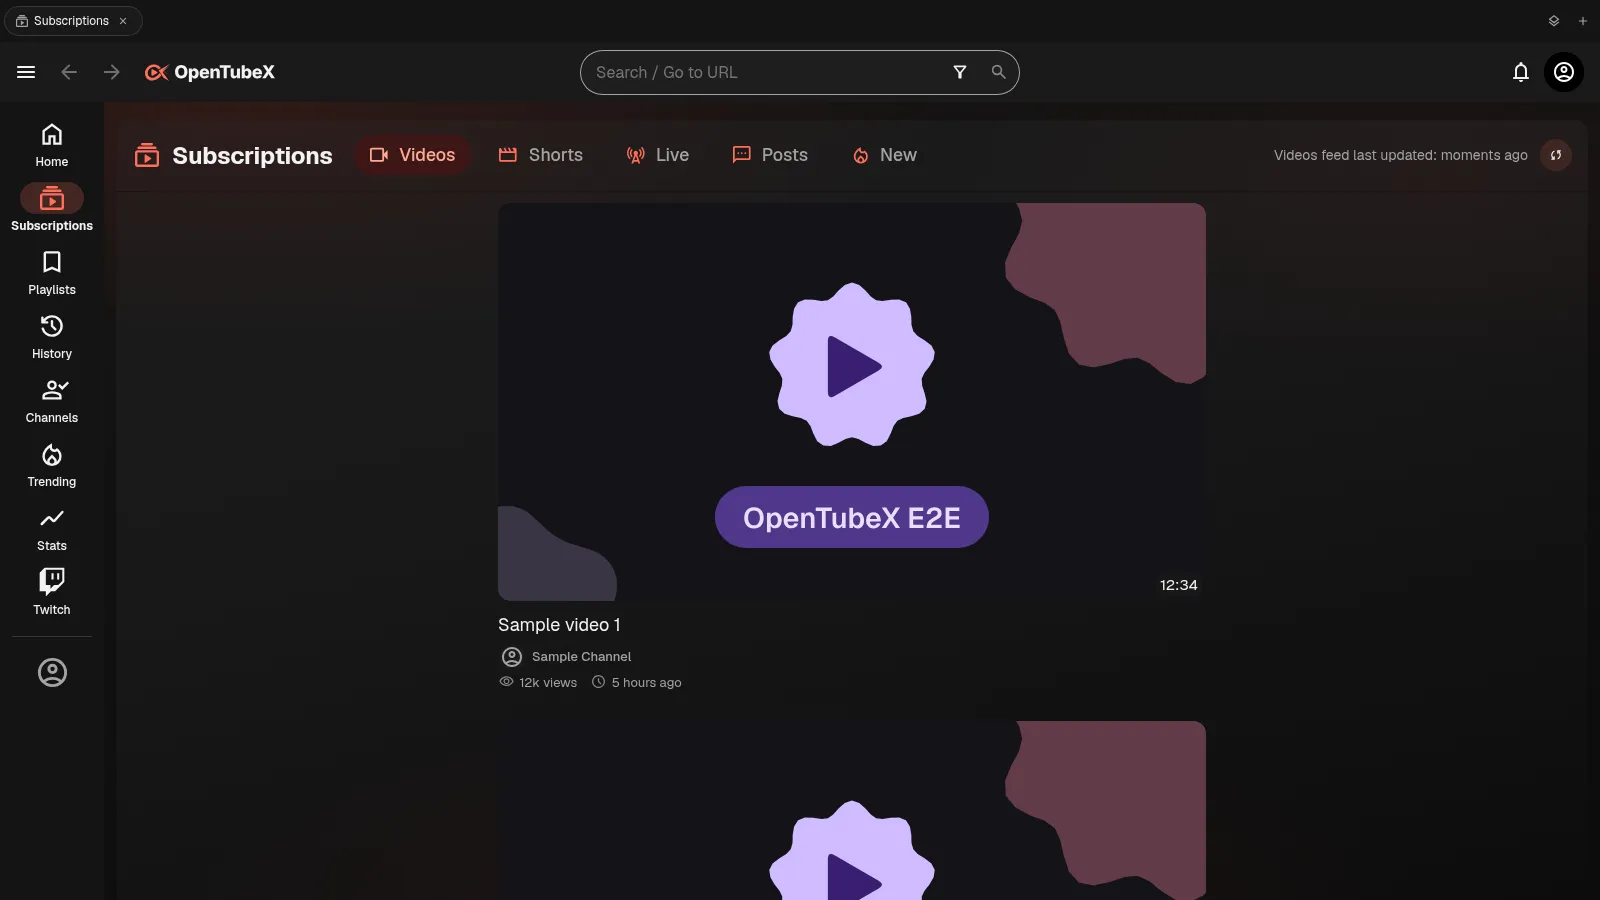 Subscriptions
OpenTubeX
Search / Go to URL
Home
Subscriptions
Playlists
History
Channels
Trending
Stats
Twitch
Subscriptions
Videos
Shorts
Live
Posts
New
Videos feed last updated: moments ago
OpenTubeX E2E
12:34
Sample video 1
Sample Channel
12k views
5 hours ago